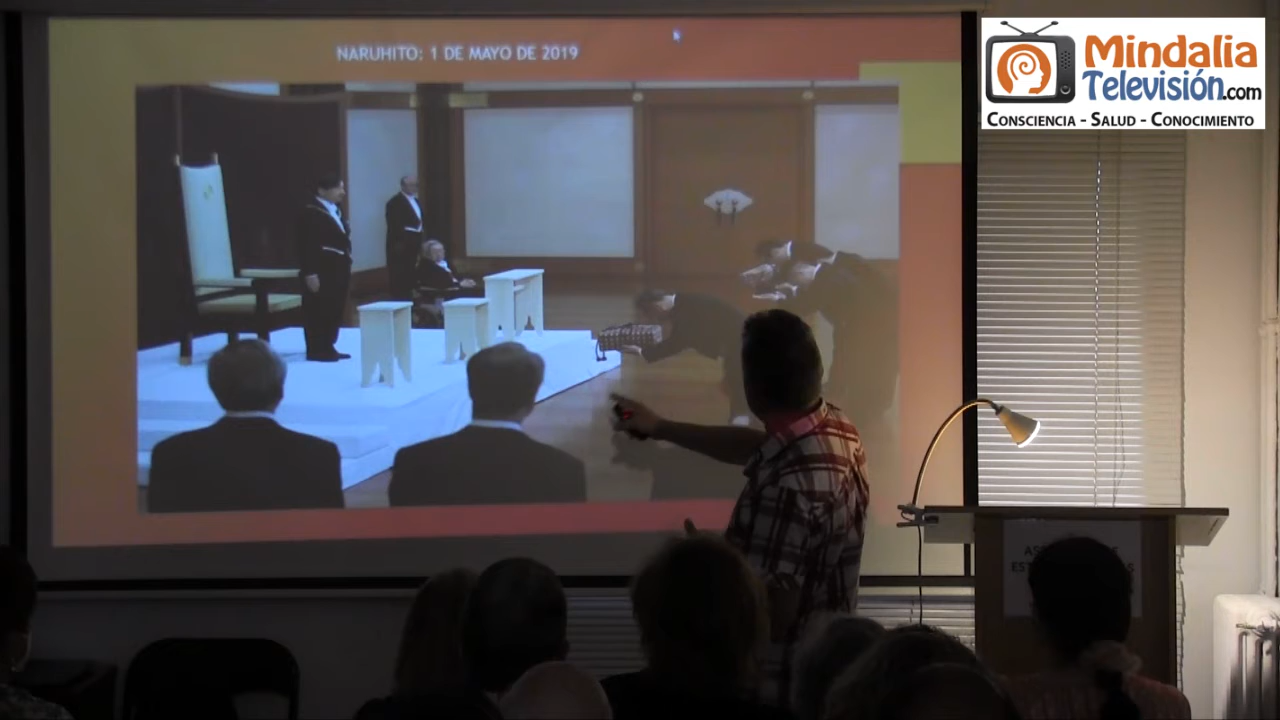 NARUHITO: 1 DE MAYO DE 2019
Mindalia
Televisión.com
CONSCIENCIA - SALUD - CONOCIMIENTO